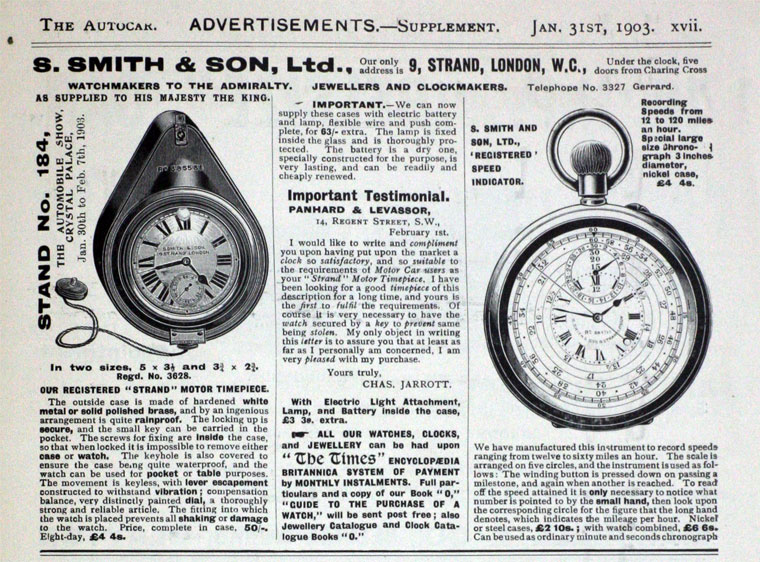 THE AUTOCAR. ADVERTISEMENTS.—SUPPLEMENT. JAN. 31ST, 1903. xvii.
S. SMITH & SON, Ltd., Our only address is 9, STRAND, LONDON, W.C., Under the clock, five doors from Charing Cross
WATCHMAKERS TO THE ADMIRALTY. JEWELLERS AND CLOCKMAKERS. Telephone No. 3327 Gerrard.
AS SUPPLIED TO HIS MAJESTY THE KING.
STAND No. 184,
THE AUTOMOBILE SHOW,
CRYSTAL PALACE,
Jan. 30th to Feb. 7th, 1903.
S. SMITH & SON
9 STRAND LONDON
In two sizes, 5 x 3½ and 3¾ x 2¾.
Regd. No. 3628.
OUR REGISTERED "STRAND" MOTOR TIMEPIECE.
The outside case is made of hardened white
metal or solid polished brass, and by an ingenious
arrangement is quite rainproof. The locking up is
secure, and the small key can be carried in the
pocket. The screws for fixing are inside the case,
so that when locked it is impossible to remove either
case or watch. The keyhole is also covered to
ensure the case being quite waterproof, and the
watch can be used for pocket or table purposes.
The movement is keyless, with lever escapement
constructed to withstand vibration; compensation
balance, very distinctly painted dial, a thoroughly
strong and reliable article. The fitting into which
the watch is placed prevents all shaking or damage
to the watch. Price, complete in case, 50/-.
Eight-day, £4 4s.
IMPORTANT.—We can now
supply these cases with electric battery
and lamp, flexible wire and push com-
plete, for 63/- extra. The lamp is fixed
inside the glass and is thoroughly pro-
tected. The battery is a dry one,
specially constructed for the purpose, is
very lasting, and can be readily and
cheaply renewed.
Important Testimonial.
PANHARD & LEVASSOR,
14, REGENT STREET, S.W.,
February 1st.
I would like to write and compliment
you upon having put upon the market a
clock so satisfactory, and so suitable to
the requirements of Motor Car users as
your "Strand" Motor Timepiece. I have
been looking for a good timepiece of this
description for a long time, and yours is
the first to fulfil the requirements. Of
course it is very necessary to have the
watch secured by a key to prevent same
being stolen. My only object in writing
this letter is to assure you that at least as
far as I personally am concerned, I am
very pleased with my purchase.
Yours truly,
CHAS. JARROTT.
With Electric Light Attachment,
Lamp, and Battery inside the case,
£3 3s. extra.
☛ ALL OUR WATCHES, CLOCKS,
and JEWELLERY can be had upon
"The Times" ENCYCLOPÆDIA
BRITANNICA SYSTEM OF PAYMENT
by MONTHLY INSTALMENTS. Full par-
ticulars and a copy of our Book "O,"
"GUIDE TO THE PURCHASE OF A
WATCH," will be sent post free; also
Jewellery Catalogue and Clock Cata-
logue Books "O."
S. SMITH AND
SON, LTD.,
'REGISTERED'
SPEED
INDICATOR.
Recording
Speeds from
12 to 120 miles
an hour.
Special large
size Chrono-
graph 3 inches
diameter,
nickel case,
£4 4s.
We have manufactured this instrument to record speeds
ranging from twelve to sixty miles an hour. The scale is
arranged on five circles, and the instrument is used as fol-
lows: The winding button is pressed down on passing a
milestone, and again when another is reached. To read
off the speed attained it is only necessary to notice what
number is pointed to by the small hand, then look upon
the corresponding circle for the figure that the long hand
denotes, which indicates the mileage per hour. Nickel
or steel cases, £2 10s.; with watch combined, £6 6s.
Can be used as ordinary minute and seconds chronograph